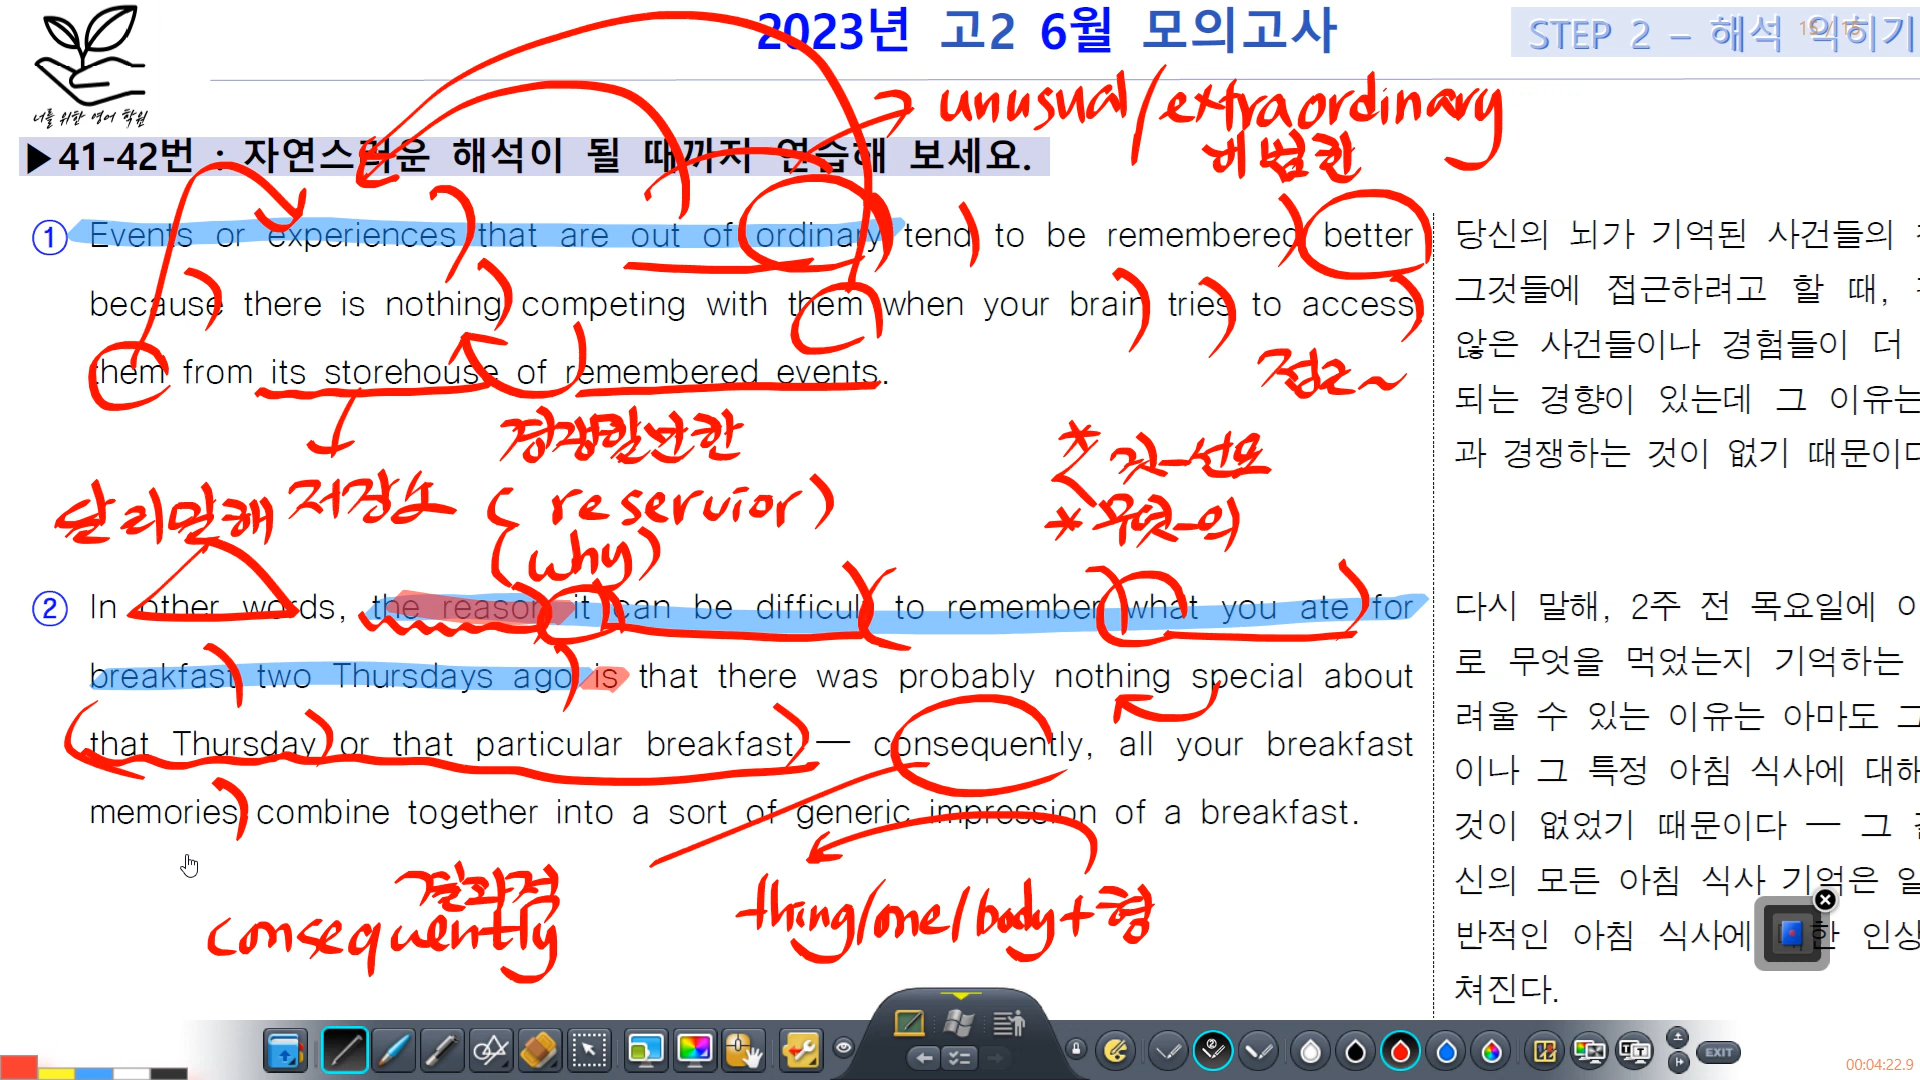 2023년 고2 6월 모의고사
STEP 2 – 해석 익히기
너를 위한 영어 학원
unusual/extraordinary
비범한
▶41-42번 : 자연스러운 해석이 될 때까지 연습해 보세요.
① Events or experiences that are out of ordinary tend to be remembered better
because there is nothing competing with them when your brain tries to access
them from its storehouse of remembered events.
접근~
당신의 뇌가 기억된 사건들의
그것들에 접근하려고 할 때,
않은 사건들이나 경험들이 더
되는 경향이 있는데 그 이유는
과 경쟁하는 것이 없기 때문이다
경쟁할만한
달리말해 저장소 (reservior)
(why)
* 것-선모
* 무엇-의
② In other words, the reason it can be difficult to remember what you ate for
breakfast two Thursdays ago is that there was probably nothing special about
that Thursday or that particular breakfast — consequently, all your breakfast
memories combine together into a sort of generic impression of a breakfast.
다시 말해, 2주 전 목요일에
로 무엇을 먹었는지 기억하는
려울 수 있는 이유는 아마도
이나 그 특정 아침 식사에 대해
것이 없었기 때문이다 — 그
신의 모든 아침 식사 기억은 일
반적인 아침 식사에 한 인상
쳐진다.
결과적
consequently
thing/one/body+형
EXIT
00:04:22.9